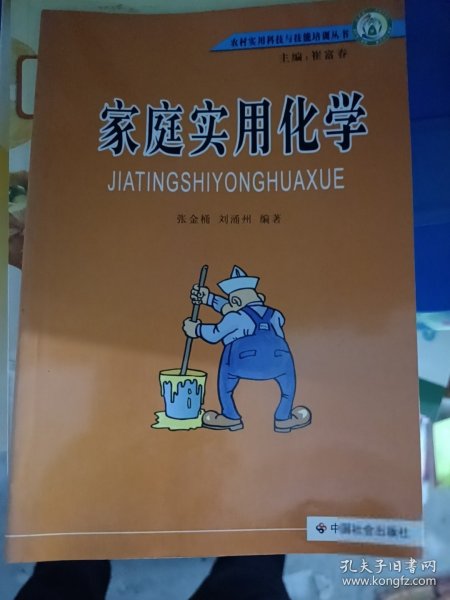 农村实用科技与技能培训丛书
主编：崔富春
家庭实用化学
JIATINGSHIYONGHUAXUE
张金桶 刘涌州 编著
中国社会出版社
孔夫子旧书网
www.kongfz.com